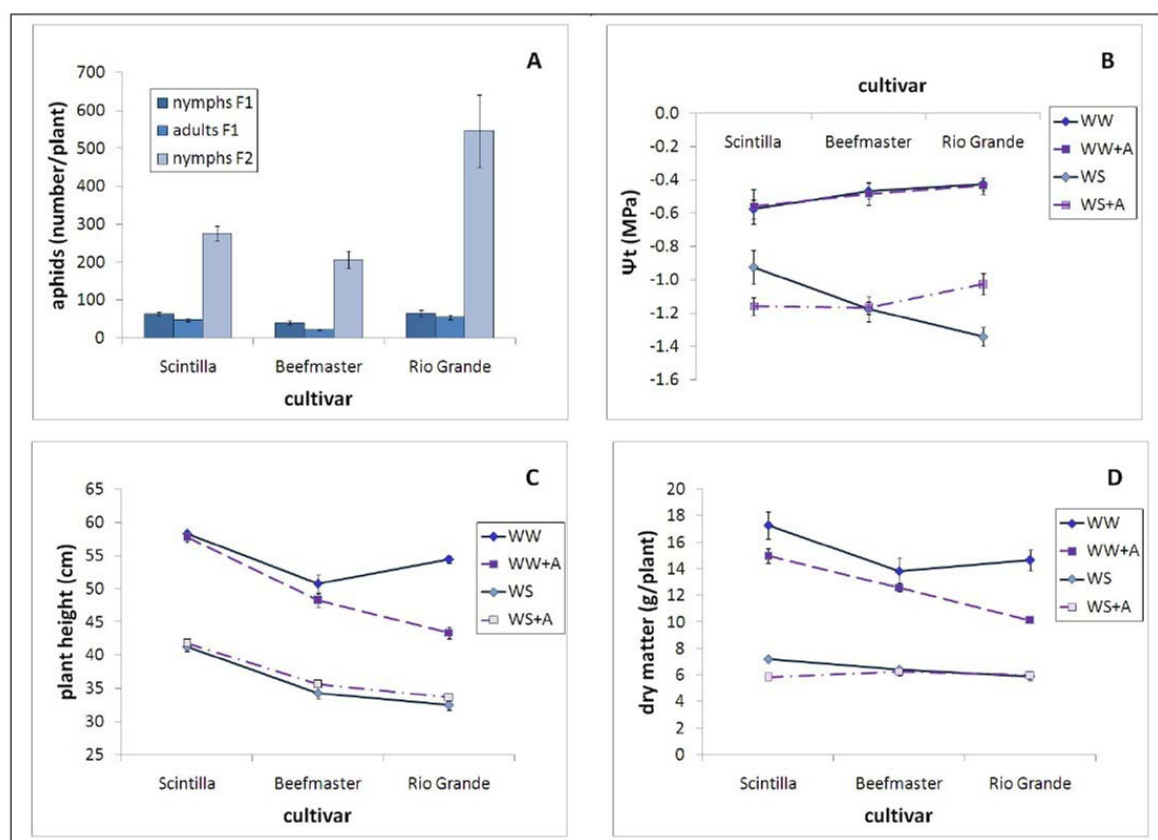 A
700
600
500
400
300
200
100
0
aphids (number/plant)
nymphs F1
adults F1
nymphs F2
Scintilla Beefmaster Rio Grande
cultivar
B
cultivar
0.0
-0.2
-0.4
-0.6
-0.8
-1.0
-1.2
-1.4
-1.6
Ψt (MPa)
Scintilla Beefmaster Rio Grande
WW
WW+A
WS
WS+A
C
65
60
55
50
45
40
35
30
25
plant height (cm)
WW
WW+A
WS
WS+A
Scintilla Beefmaster Rio Grande
cultivar
D
20
18
16
14
12
10
8
6
4
2
0
dry matter (g/plant)
WW
WW+A
WS
WS+A
Scintilla Beefmaster Rio Grande
cultivar